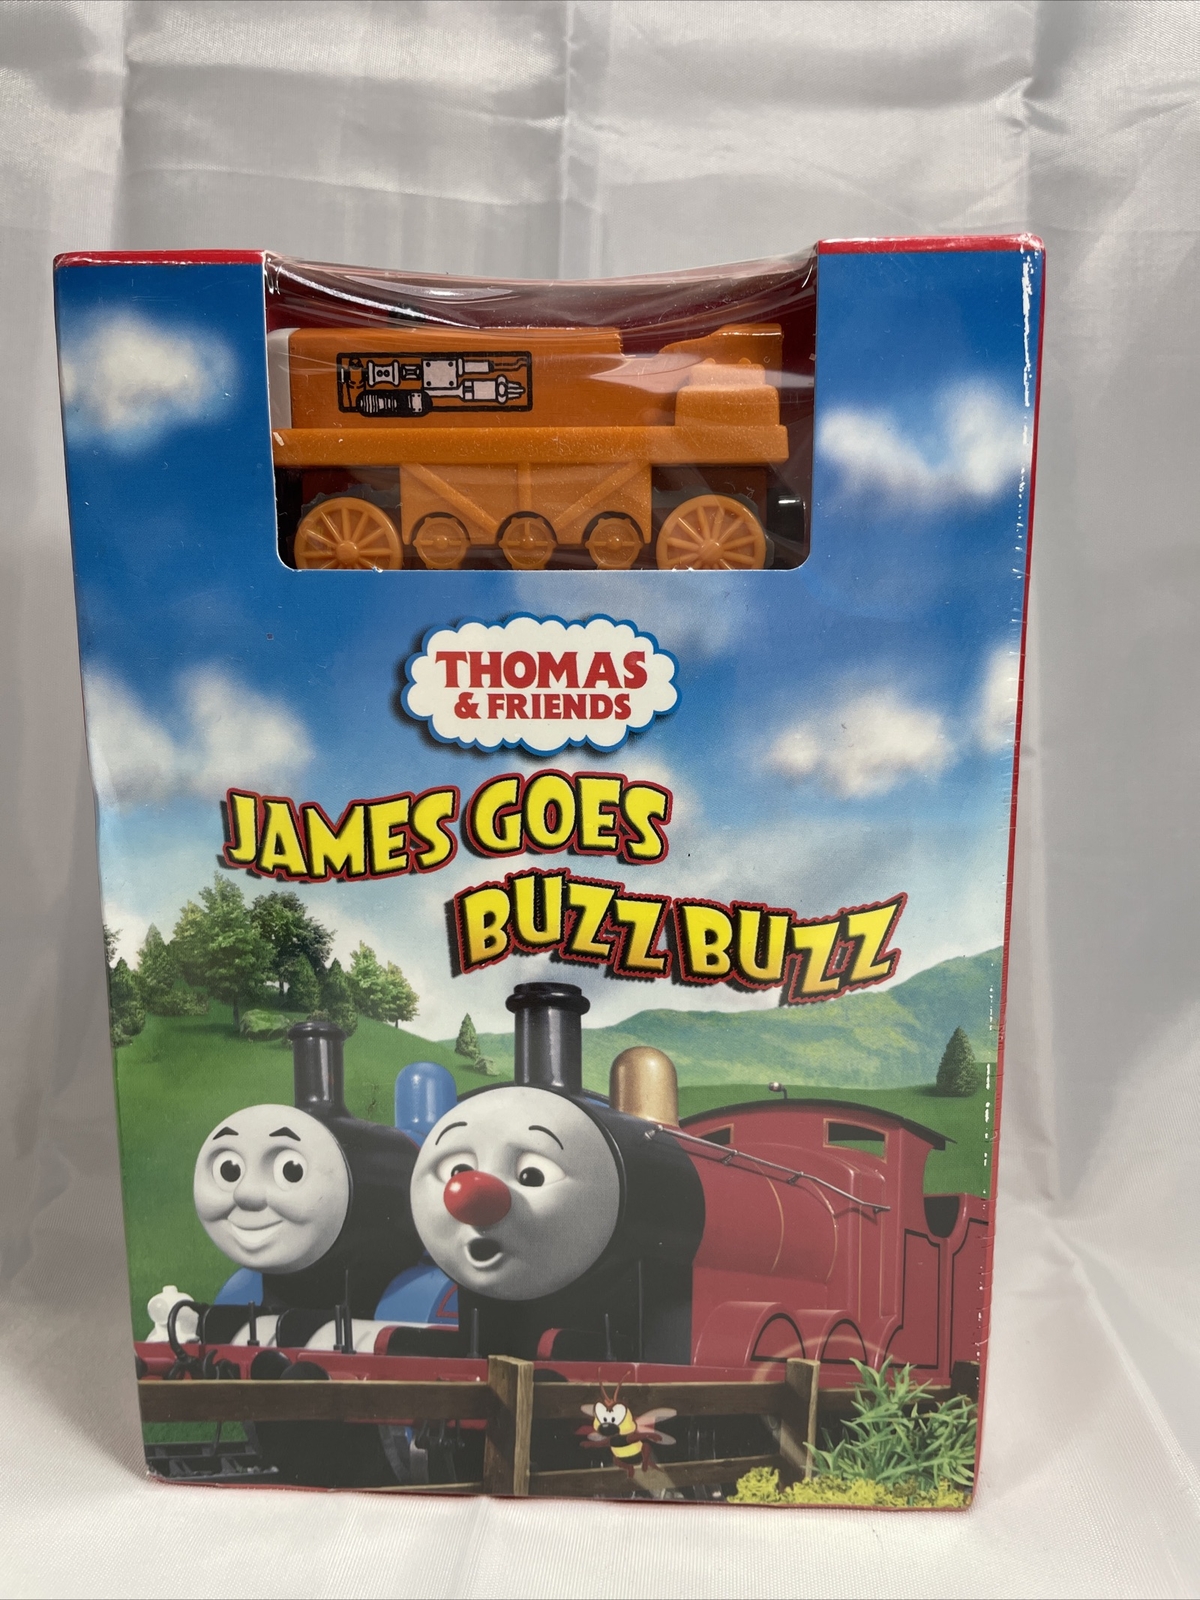 THOMAS
& FRIENDS
JAMES GOES
BUZZ BUZZ